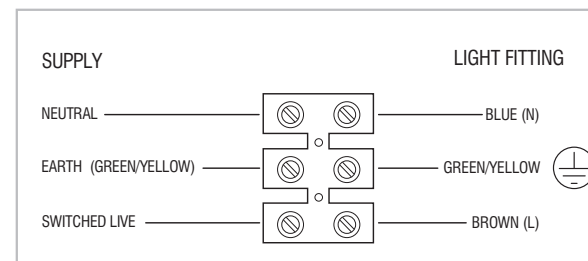 SUPPLY LIGHT FITTING
NEUTRAL BLUE (N)
EARTH (GREEN/YELLOW) GREEN/YELLOW
SWITCHED LIVE BROWN (L)